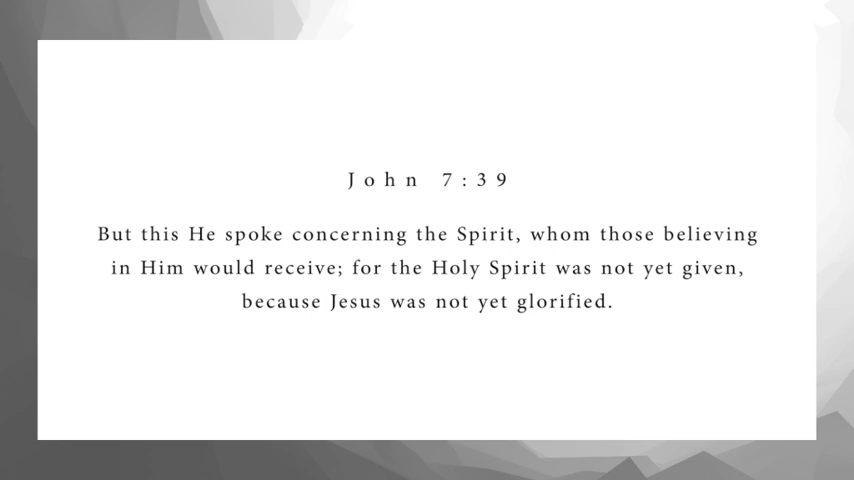 John 7:39
But this He spoke concerning the Spirit, whom those believing
in Him would receive; for the Holy Spirit was not yet given,
because Jesus was not yet glorified.